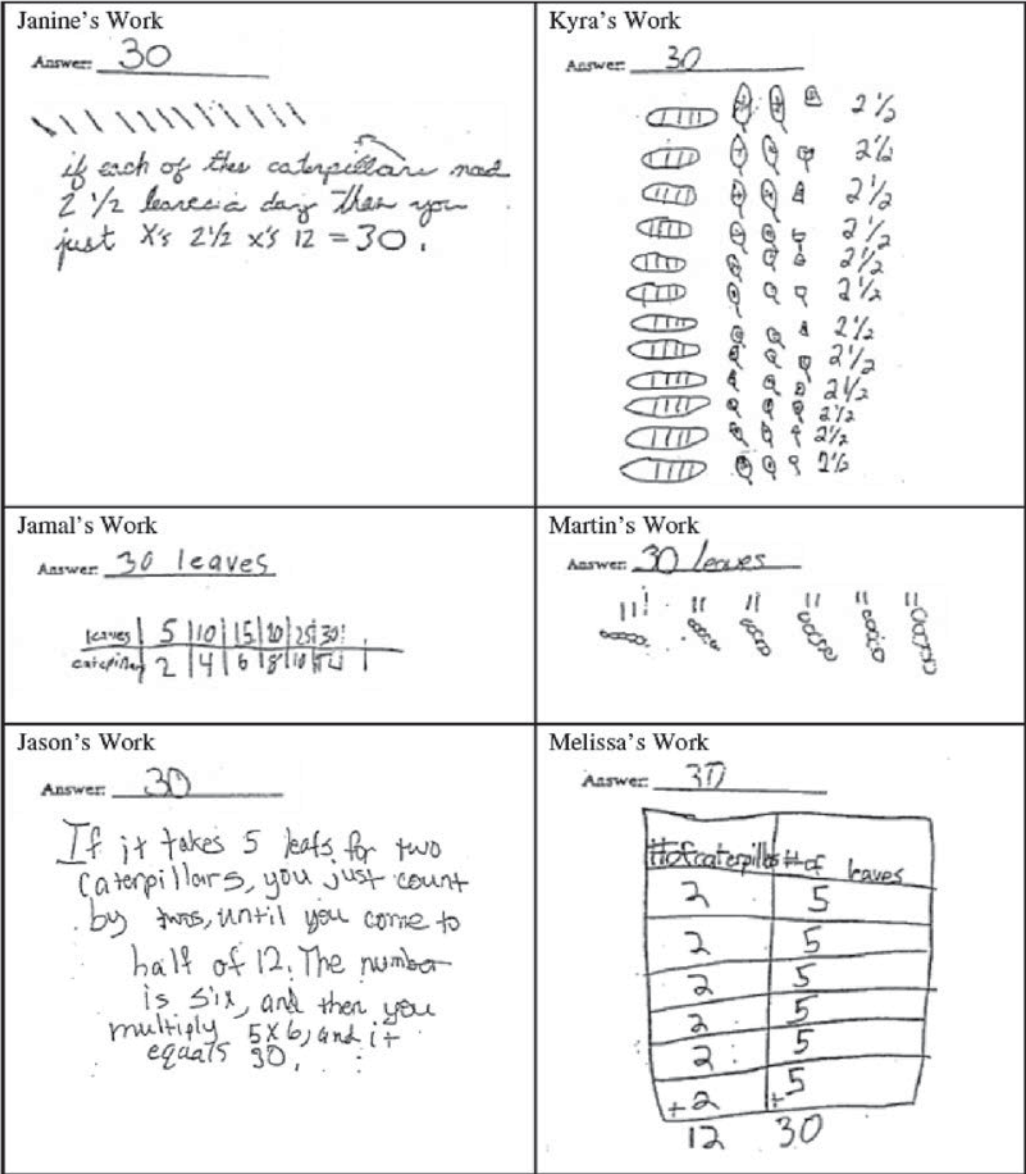 Janine's Work
Answer: 30
if each of the caterpillars need
2 1/2 leaves a day then you
just X's 2 1/2 x's 12 = 30.
Kyra's Work
Answer: 30
2 1/2
2 1/2
2 1/2
2 1/2
2 1/2
2 1/2
2 1/2
2 1/2
2 1/2
2 1/2
2 1/2
2 1/2
Jamal's Work
Answer: 30 leaves
leaves 5 10 15 20 25 30
2 4 6 8 10 12
Martin's Work
Answer: 30 leaves
Jason's Work
Answer: 30
If it takes 5 leafs for two
caterpillars, you just count
by twos, until you come to
half of 12. The number
is six, and then you
multiply 5x6, and it
equals 30.
Melissa's Work
Answer: 30
# of caterpillers # of leaves
2 5
2 5
2 5
2 5
2 5
+2 +5
12 30